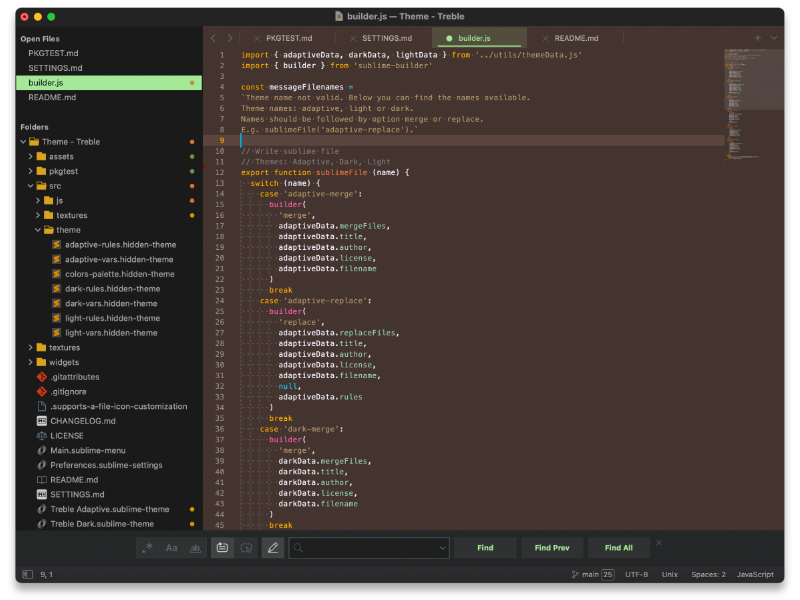 builder.js — Theme - Treble
Open Files
PKGTEST.md
SETTINGS.md
builder.js
README.md
Folders
Theme - Treble
assets
pkgtest
src
js
textures
theme
adaptive-rules.hidden-theme
adaptive-vars.hidden-theme
colors-palette.hidden-theme
dark-rules.hidden-theme
dark-vars.hidden-theme
light-rules.hidden-theme
light-vars.hidden-theme
textures
widgets
.gitattributes
.gitignore
.supports-a-file-icon-customization
CHANGELOG.md
LICENSE
Main.sublime-menu
Preferences.sublime-settings
README.md
SETTINGS.md
Treble Adaptive.sublime-theme
Treble Dark.sublime-theme
PKGTEST.md SETTINGS.md builder.js README.md
1 import { adaptiveData, darkData, lightData } from '../utils/themeData.js'
2 import { builder } from 'sublime-builder'
3
4 const messageFilenames =
5 `Theme name not valid. Below you can find the names available.
6 Theme names: adaptive, light or dark.
7 Names should be followed by option merge or replace.
8 E.g. sublimeFile('adaptive-replace').`
9
10 // Write sublime file
11 // Themes: Adaptive, Dark, Light
12 export function sublimeFile (name) {
13 switch (name) {
14 case 'adaptive-merge':
15 builder(
16 'merge',
17 adaptiveData.mergeFiles,
18 adaptiveData.title,
19 adaptiveData.author,
20 adaptiveData.license,
21 adaptiveData.filename
22 )
23 break
24 case 'adaptive-replace':
25 builder(
26 'replace',
27 adaptiveData.replaceFiles,
28 adaptiveData.title,
29 adaptiveData.author,
30 adaptiveData.license,
31 adaptiveData.filename,
32 null,
33 adaptiveData.rules
34 )
35 break
36 case 'dark-merge':
37 builder(
38 'merge',
39 darkData.mergeFiles,
40 darkData.title,
41 darkData.author,
42 darkData.license,
43 darkData.filename
44 )
45 break
.* Aa ab Find Find Prev Find All
9, 1 main 25 UTF-8 Unix Spaces: 2 JavaScript